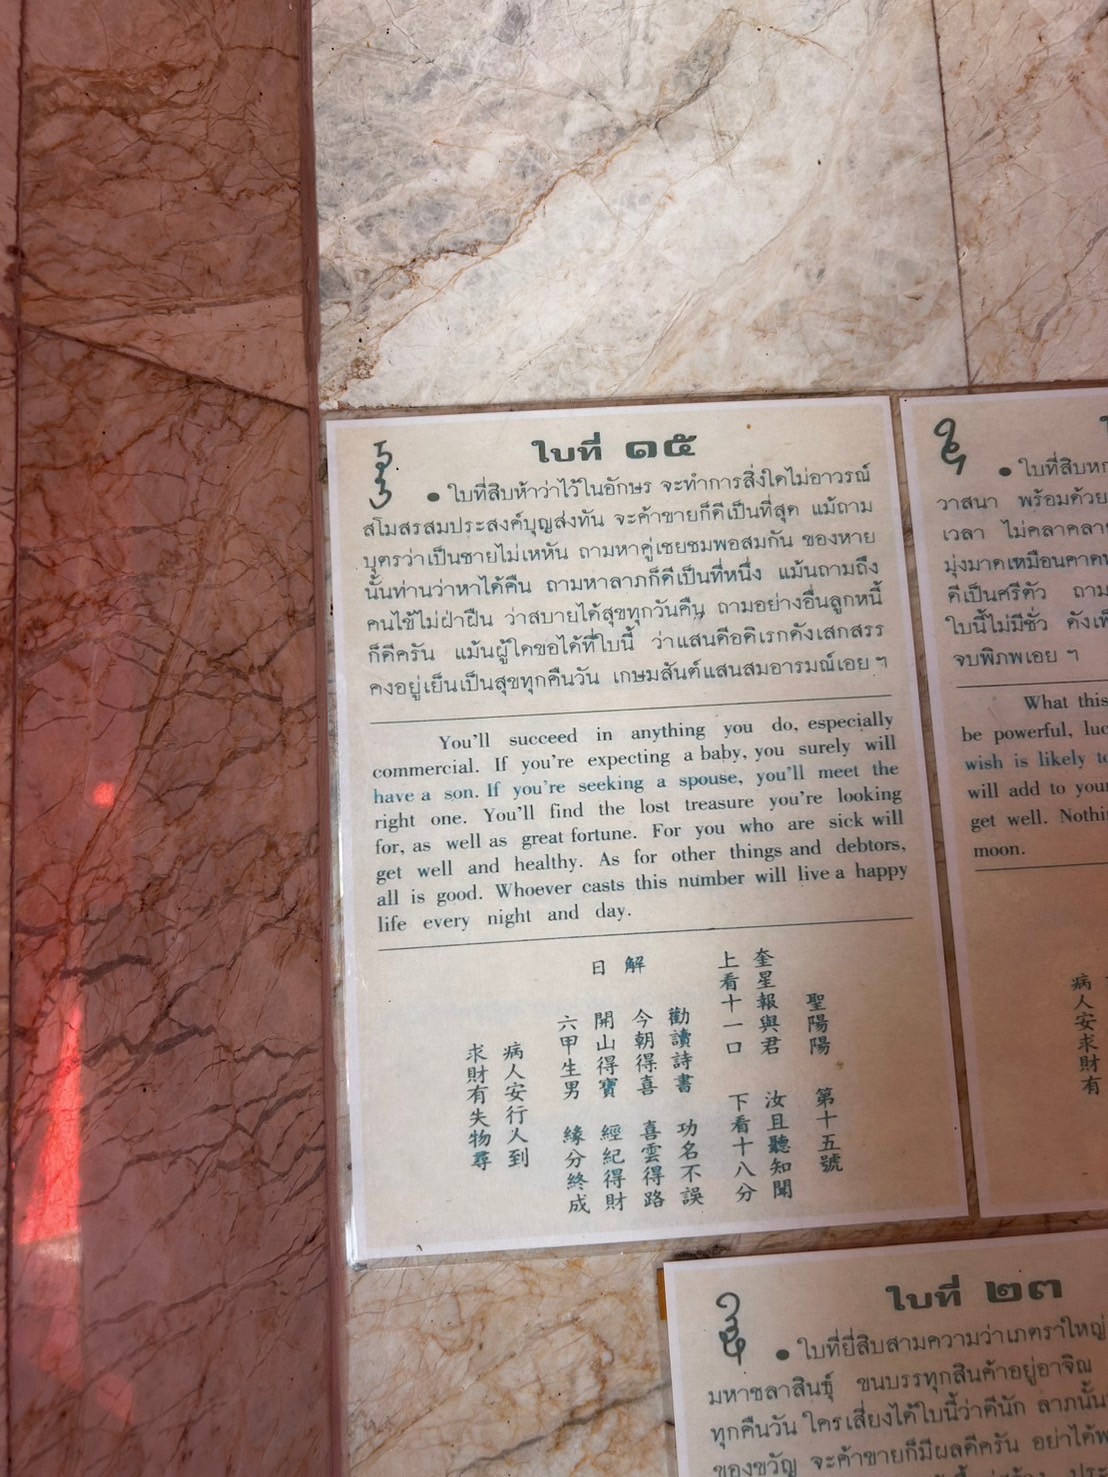 ใบที่ ๑๕
● ใบที่สิบห้าว่าไว้ในอักษร จะทำการสิ่งใดไม่อาวรณ์
สโมสรสมประสงค์บุญส่งทัน จะค้าขายก็ดีเป็นที่สุด แม้ถาม
บุตรว่าเป็นชายไม่เหหัน ถามหาคู่เชยชมพอสมกัน ของหาย
นั้นท่านว่าหาได้คืน ถามหาลาภก็ดีเป็นที่หนึ่ง แม้นถามถึง
คนไข้ไม่ฝ่าฝืน ว่าสบายได้สุขทุกวันคืน ถามอย่างอื่นลูกหนี้
ก็ดีครัน แม้นผู้ใดขอได้ที่ใบนี้ ว่าแสนดีอดิเรกดังเสกสรร
คงอยู่เย็นเป็นสุขทุกคืนวัน เกษมสันต์แสนสมอารมณ์เอย ฯ
You'll succeed in anything you do, especially
commercial. If you're expecting a baby, you surely will
have a son. If you're seeking a spouse, you'll meet the
right one. You'll find the lost treasure you're looking
for, as well as great fortune. For you who are sick will
get well and healthy. As for other things and debtors,
all is good. Whoever casts this number will live a happy
life every night and day.
聖陽陽 第十五號
奎星報與君 汝且聽知聞
上看十一口 下看十八分
解日
勸讀詩書 功名不誤
今朝得喜 喜雲得路
開山得寶 經紀得財
六甲生男 緣分終成
病人安行人到
求財有失物尋
● ใบที่สิบห
วาสนา พร้อมด้วย
เวลา ไม่คลาดคลา
มุ่งมาดเหมือนคาด
ดีเป็นศรีตัว ถาม
ใบนี้ไม่มีชั่ว ดังเพ็
จบพิภพเอย ฯ
What this
be powerful, luc
wish is likely to
will add to your
get well. Nothin
moon.
病人安求財有
ใบที่ ๒๓
● ใบที่ยี่สิบสามความว่าเภตราใหญ่
มหาชลาสินธุ์ ขนบรรทุกสินค้าอยู่อาจิณ
ทุกคืนวัน ใครเสี่ยงได้ใบนี้ว่าดีนัก ลาภนั้น
ของขวัญ จะค้าขายก็มีผลดีครัน อย่าได้